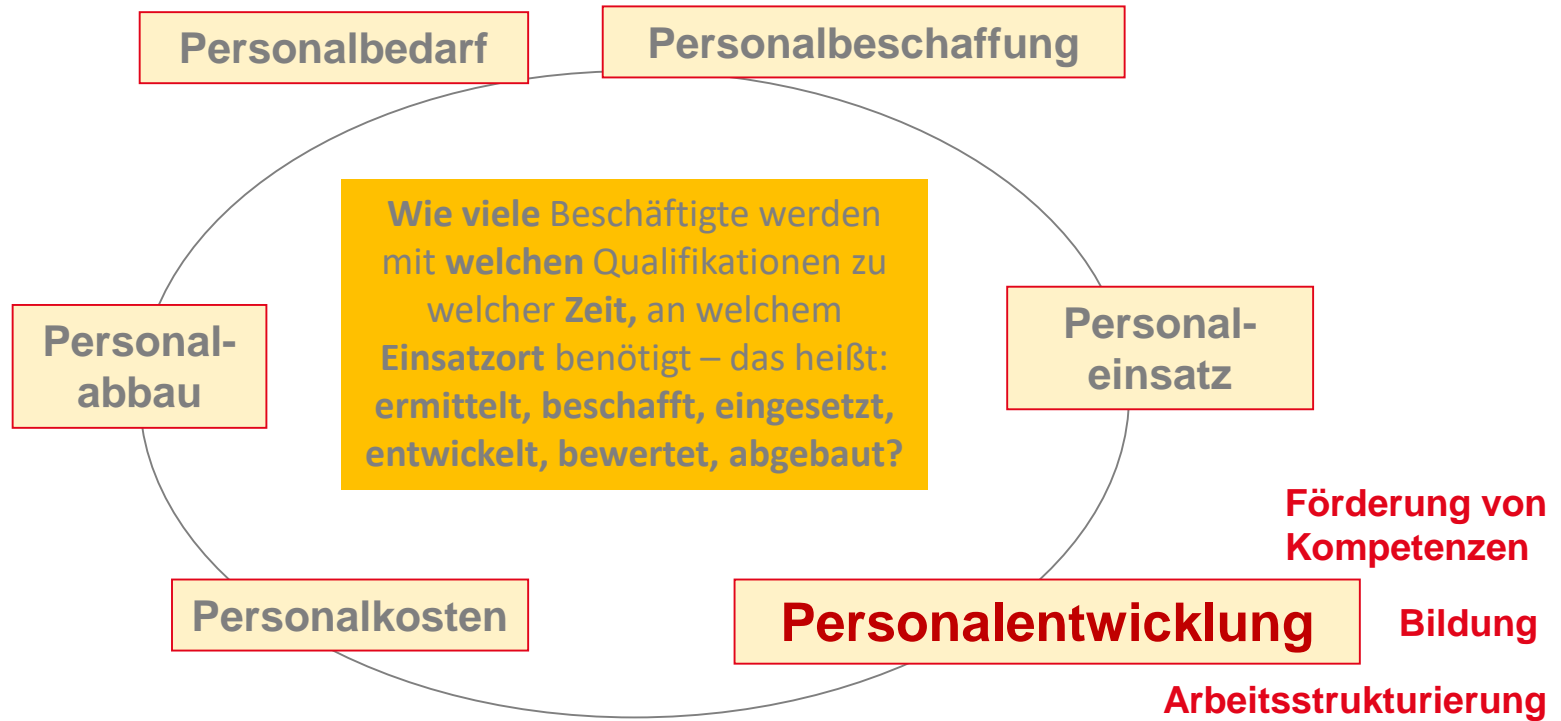 Personalbedarf
Personalbeschaffung
Wie viele Beschäftigte werden
mit welchen Qualifikationen zu
welcher Zeit, an welchem
Einsatzort benötigt – das heißt:
ermittelt, beschafft, eingesetzt,
entwickelt, bewertet, abgebaut?
Personal-
abbau
Personal-
einsatz
Förderung von
Kompetenzen
Personalkosten
Personalentwicklung
Bildung
Arbeitsstrukturierung